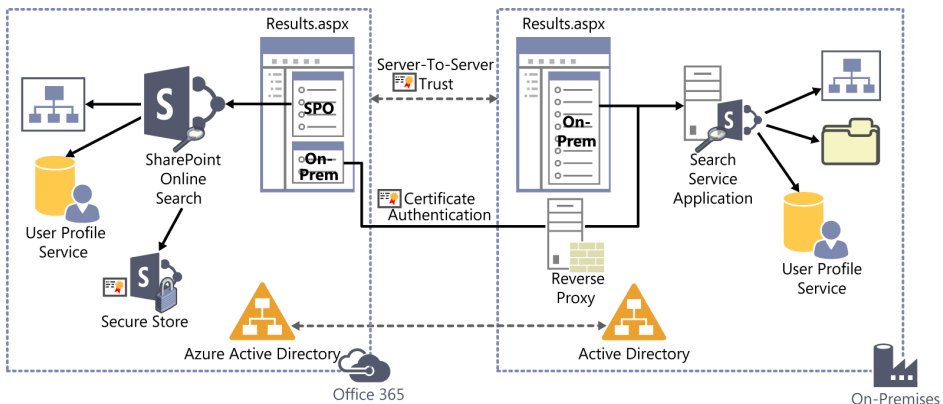 Results.aspx
Results.aspx
Server-To-Server
Trust
SPO
On-
Prem
On-
Prem
SharePoint
Online
Search
Search
Service
Application
Certificate
Authentication
User Profile
Service
User Profile
Service
Reverse
Proxy
Secure Store
Azure Active Directory
Active Directory
Office 365
On-Premises